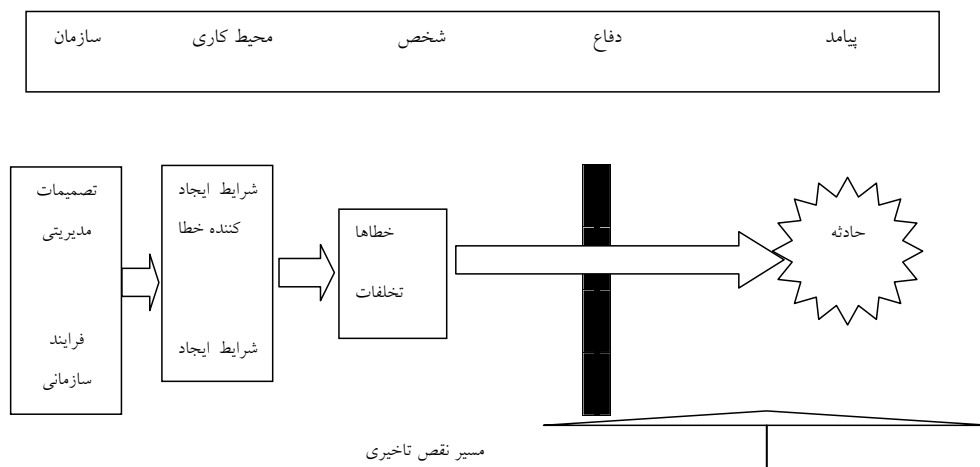 سازمان محیط کاری شخص دفاع پیامد
تصمیمات
مدیریتی
فرایند
سازمانی
شرایط ایجاد
کننده خطا
شرایط ایجاد
خطاها
تخلفات
حادثه
مسیر نقص تاخیری